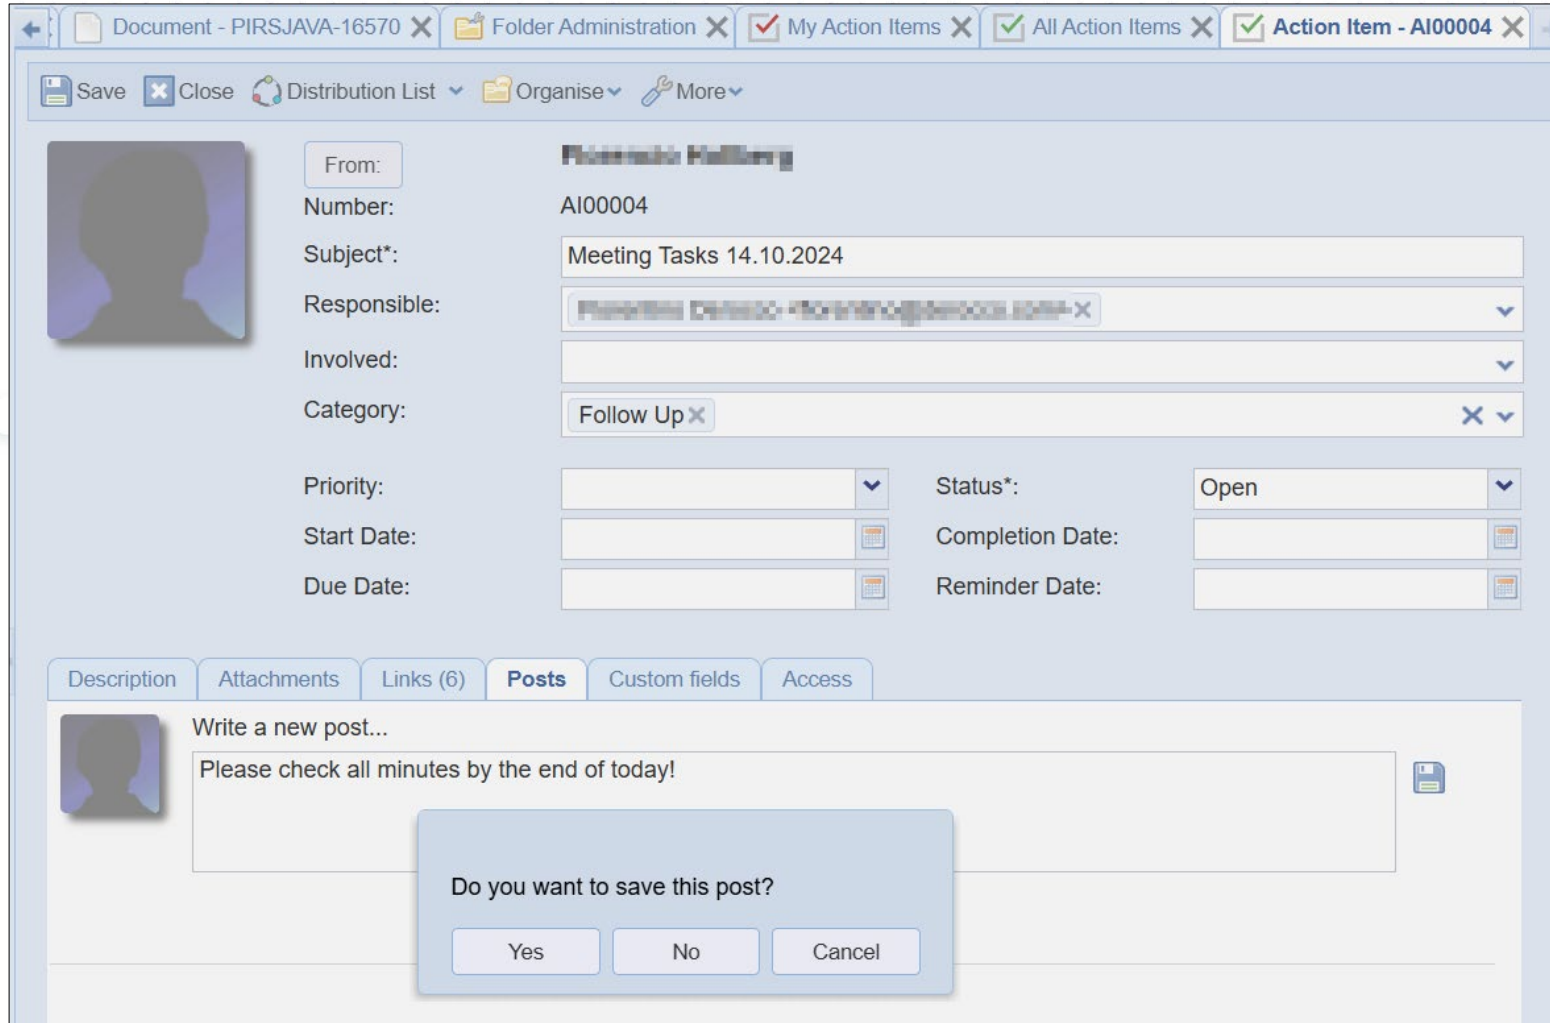 Document - PIRSJAVA-16570 Folder Administration My Action Items All Action Items Action Item - AI00004
Save Close Distribution List Organise More
From:
Number: AI00004
Subject*: Meeting Tasks 14.10.2024
Responsible:
Involved:
Category: Follow Up
Priority: Status*: Open
Start Date: Completion Date:
Due Date: Reminder Date:
Description Attachments Links (6) Posts Custom fields Access
Write a new post...
Please check all minutes by the end of today!
Do you want to save this post?
Yes No Cancel